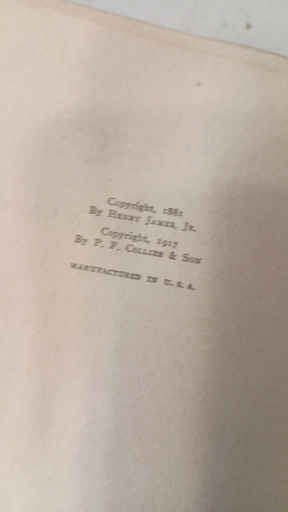 Copyright, 1881
By Henry James, Jr.
Copyright, 1917
By P. F. Collier & Son
MANUFACTURED IN U. S. A.